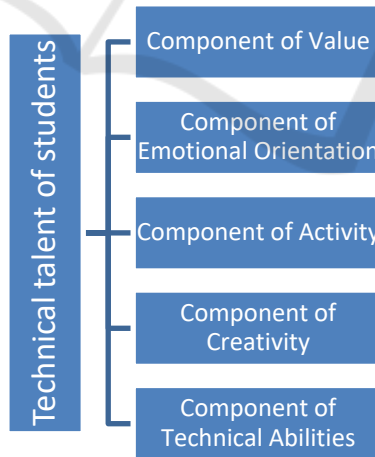 Technical talent of students
Component of Value
Component of
Emotional Orientation
Component of Activity
Component of
Creativity
Component of
Technical Abilities